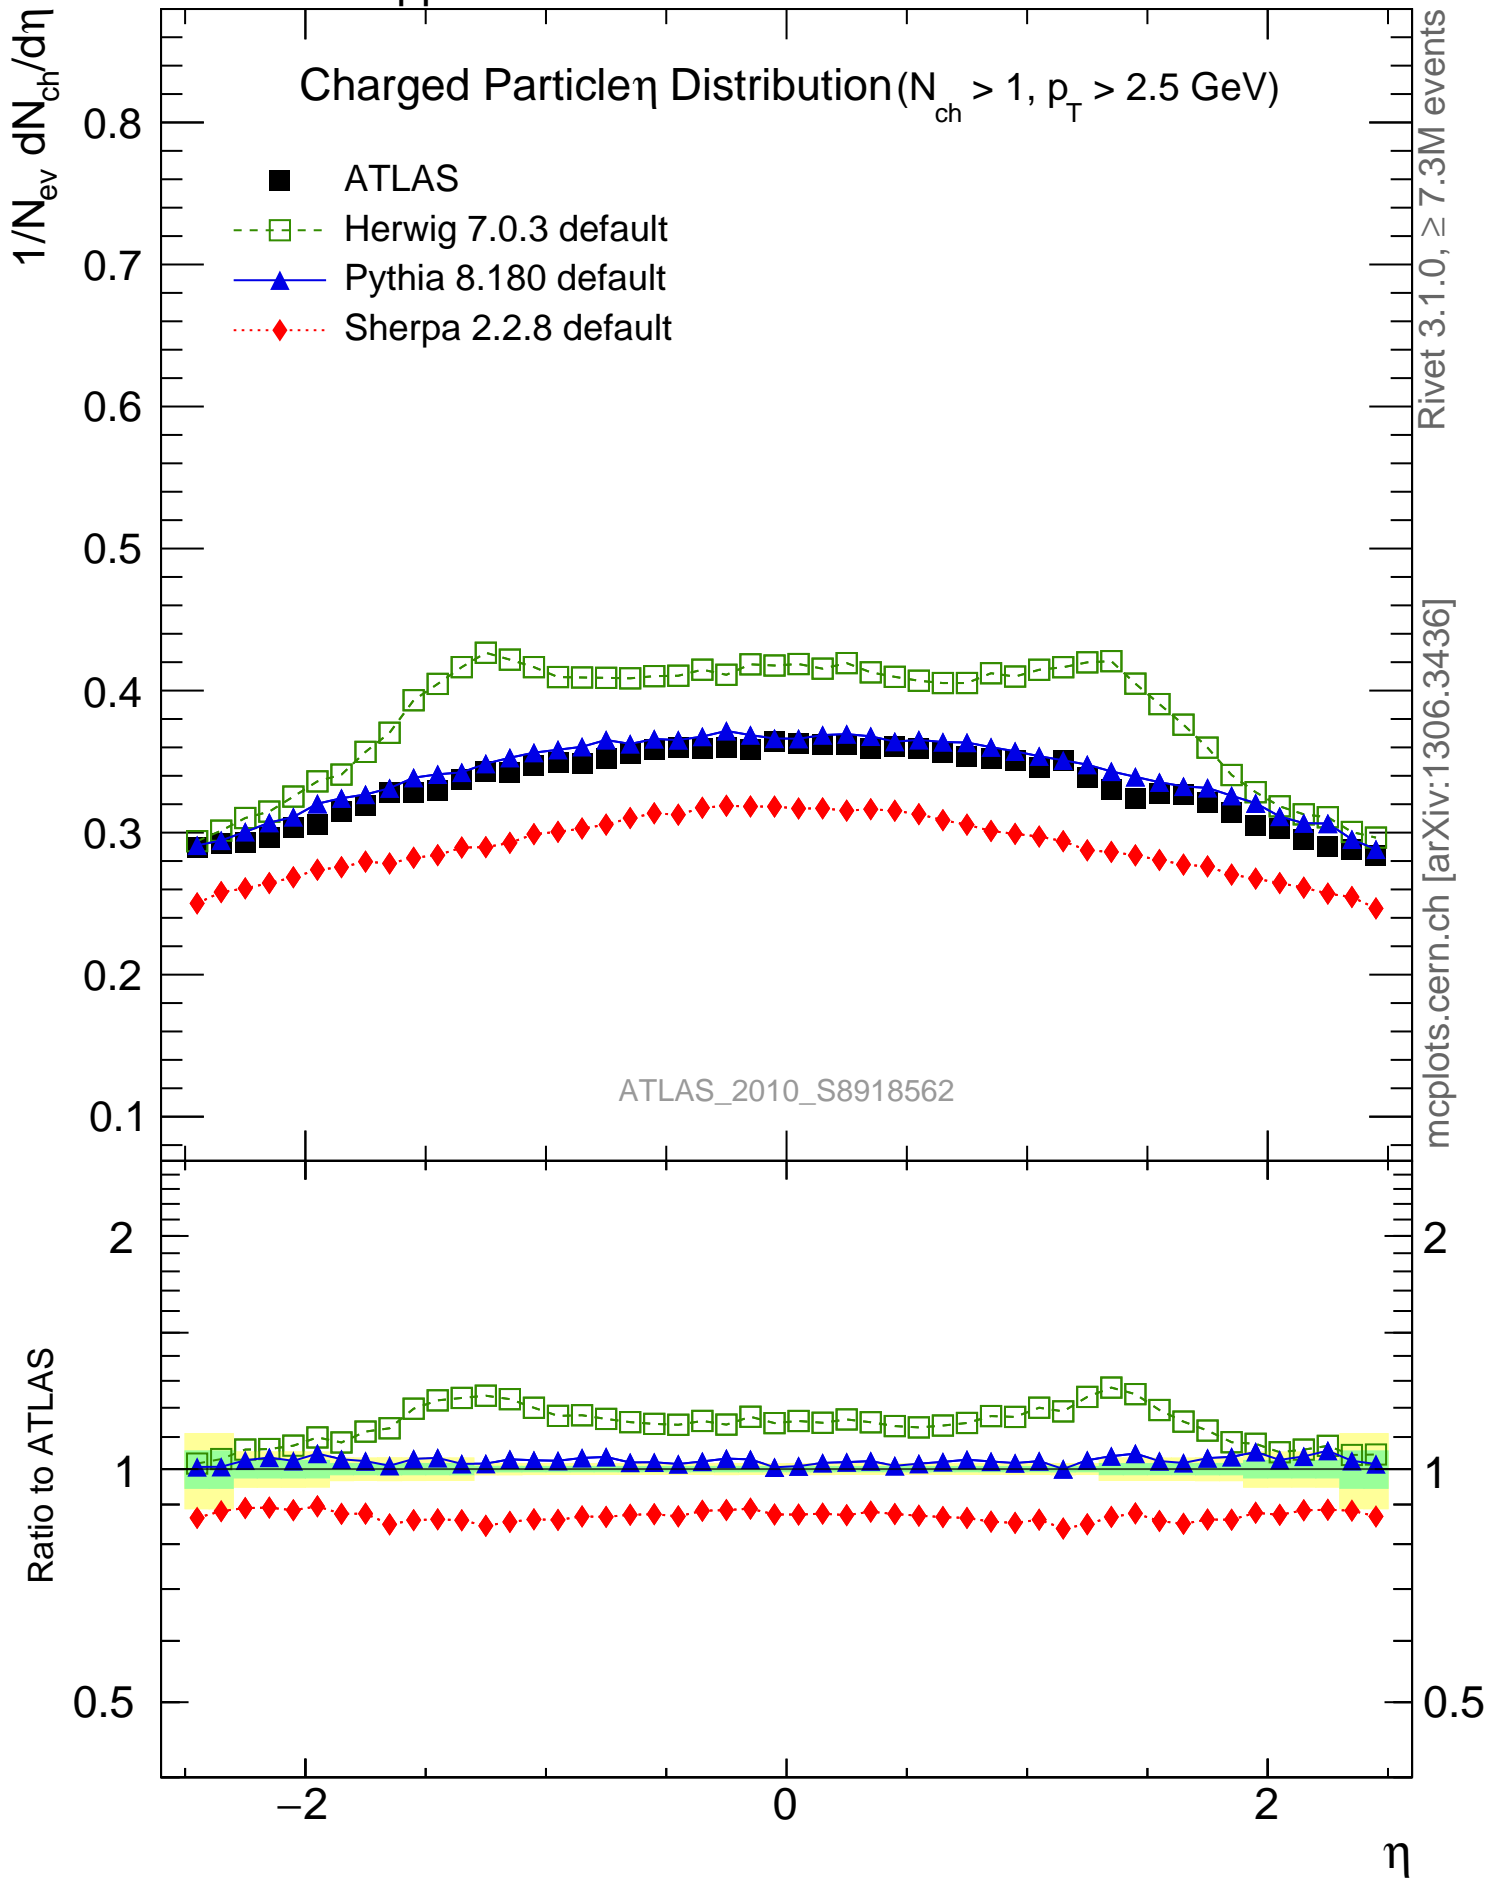 pp
1/N_ev dN_ch/dη
Charged Particleη Distribution(N_ch > 1, p_T > 2.5 GeV)
ATLAS
Herwig 7.0.3 default
Pythia 8.180 default
Sherpa 2.2.8 default
0.8
0.7
0.6
0.5
0.4
0.3
0.2
0.1
ATLAS_2010_S8918562
Rivet 3.1.0, ≥ 7.3M events
mcplots.cern.ch [arXiv:1306.3436]
Ratio to ATLAS
2
1
0.5
2
1
0.5
−2
0
2
η